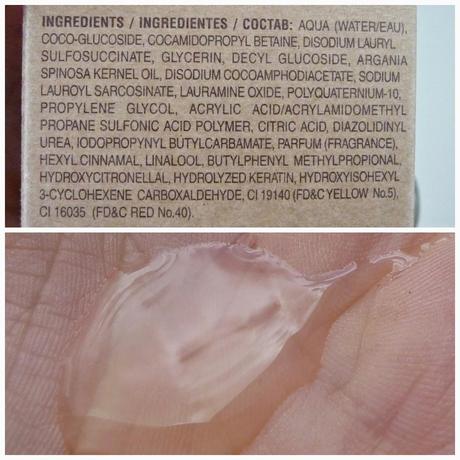 INGREDIENTS / INGREDIENTES / СОСТАВ: AQUA (WATER/EAU),
COCO-GLUCOSIDE, COCAMIDOPROPYL BETAINE, DISODIUM LAURYL
SULFOSUCCINATE, GLYCERIN, DECYL GLUCOSIDE, ARGANIA
SPINOSA KERNEL OIL, DISODIUM COCOAMPHODIACETATE, SODIUM
LAUROYL SARCOSINATE, LAURAMINE OXIDE, POLYQUATERNIUM-10,
PROPYLENE GLYCOL, ACRYLIC ACID/ACRYLAMIDOMETHYL
PROPANE SULFONIC ACID POLYMER, CITRIC ACID, DIAZOLIDINYL
UREA, IODOPROPYNYL BUTYLCARBAMATE, PARFUM (FRAGRANCE),
HEXYL CINNAMAL, LINALOOL, BUTYLPHENYL METHYLPROPIONAL,
HYDROXYCITRONELLAL, HYDROLYZED KERATIN, HYDROXYISOHEXYL
3-CYCLOHEXENE CARBOXALDEHYDE, CI 19140 (FD&C YELLOW No.5),
CI 16035 (FD&C RED No.40).